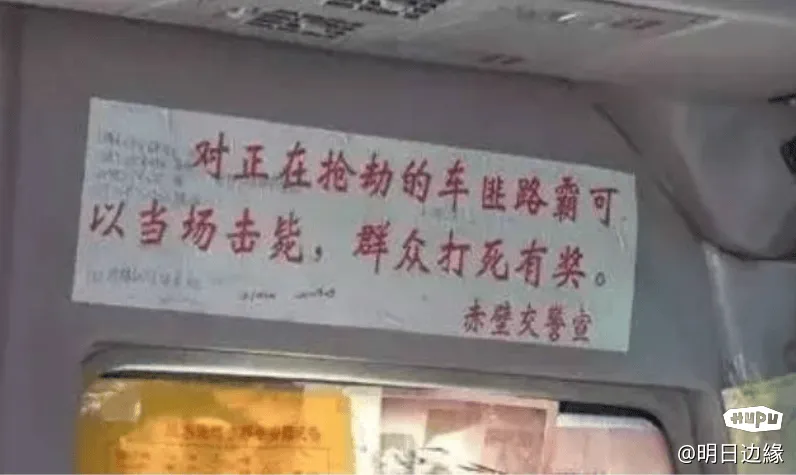 对正在抢劫的车匪路霸可
以当场击毙，群众打死有奖。
赤壁交警宣
HUPU
@明日边缘